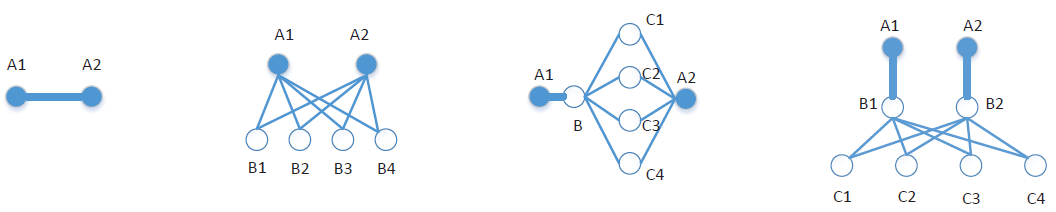 A1 A2
A1 A2
B1 B2 B3 B4
C1
A1
C2
A2
B
C3
C4
A1 A2
B1 B2
C1 C2 C3 C4